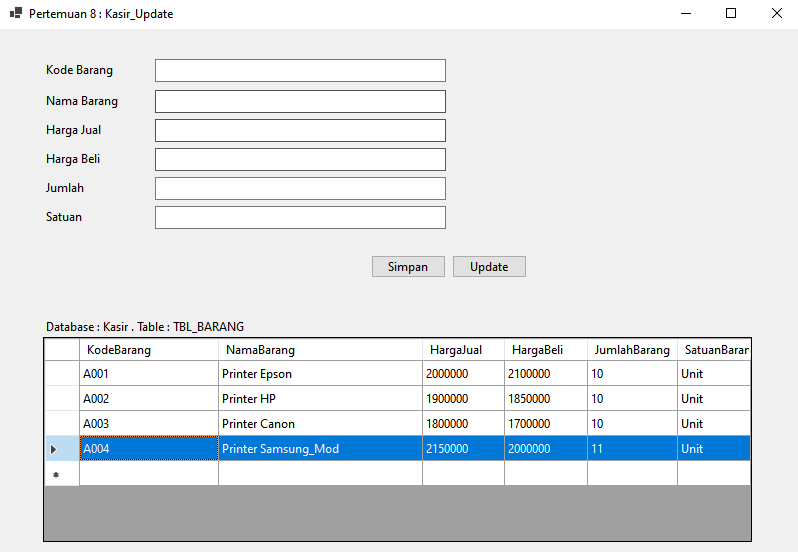 Pertemuan 8 : Kasir_Update
Kode Barang
Nama Barang
Harga Jual
Harga Beli
Jumlah
Satuan
Simpan Update
Database : Kasir . Table : TBL_BARANG
KodeBarang NamaBarang HargaJual HargaBeli JumlahBarang SatuanBaran
A001 Printer Epson 2000000 2100000 10 Unit
A002 Printer HP 1900000 1850000 10 Unit
A003 Printer Canon 1800000 1700000 10 Unit
A004 Printer Samsung_Mod 2150000 2000000 11 Unit